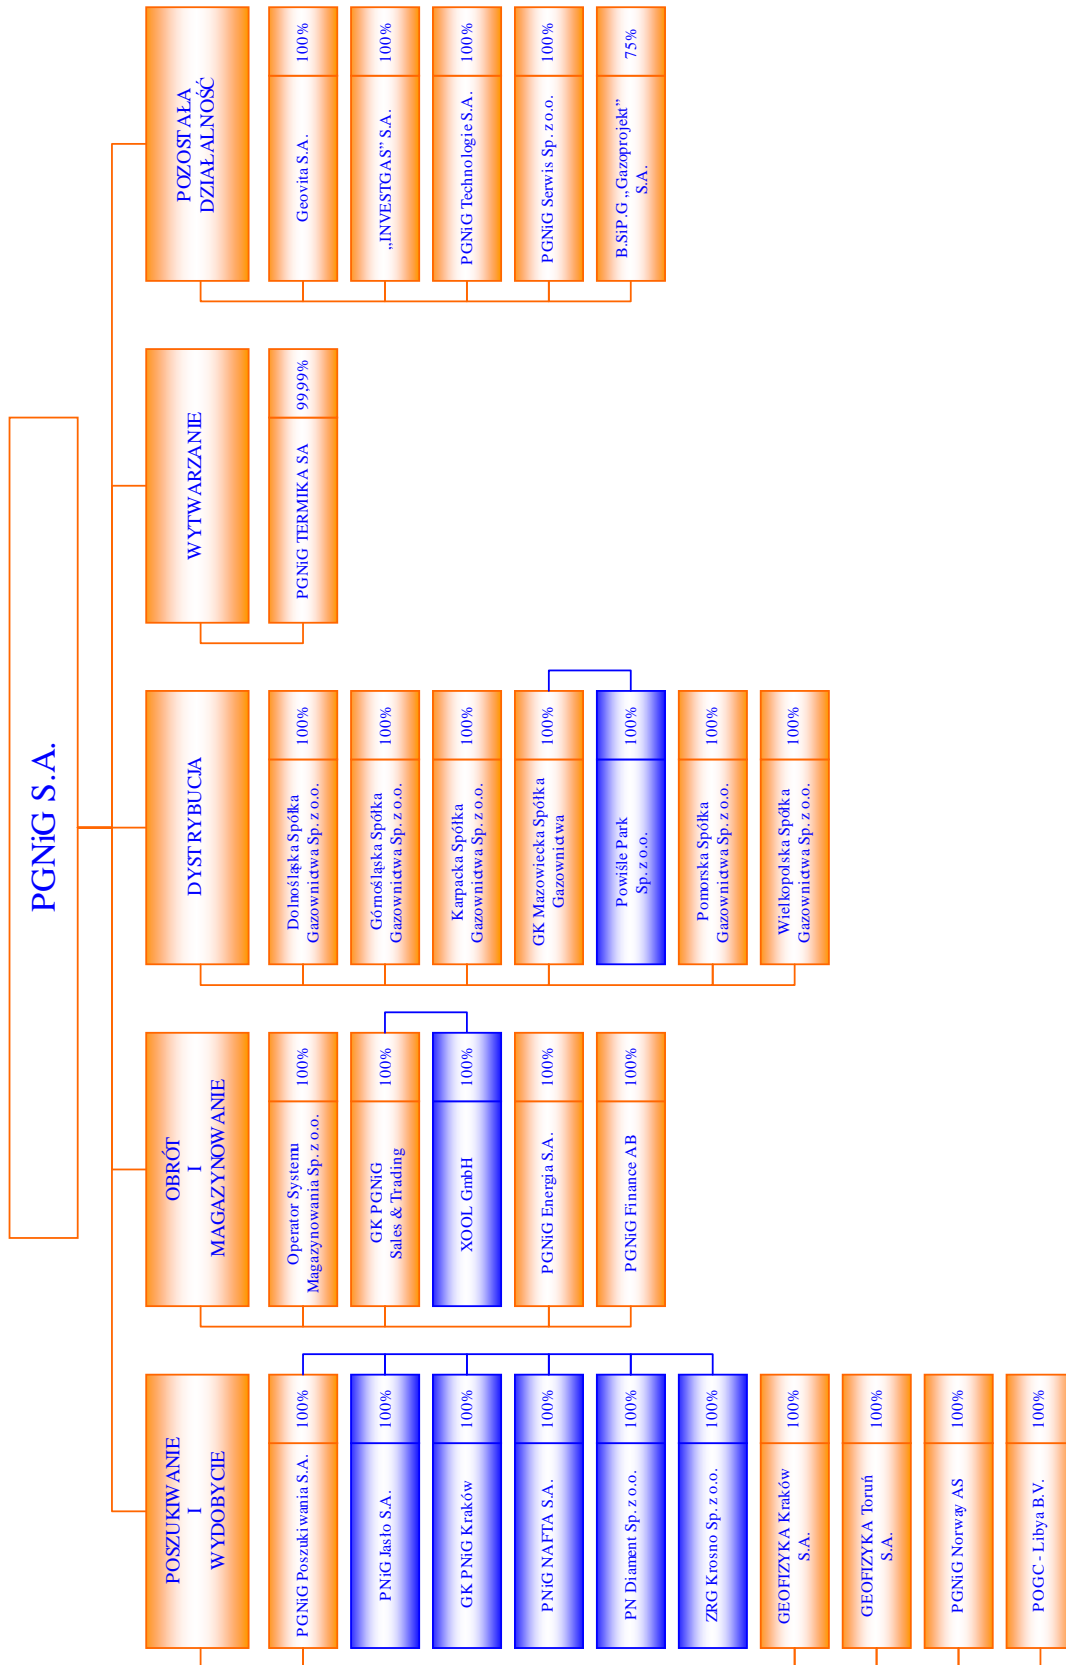 PGNiG S.A.
POSZUKIWANIE
I
WYDOBYCIE
PGNiG Poszukiwania S.A.
100%
PNiG Jasło S.A.
100%
GK PNiG Kraków
100%
PNiG NAFTA S.A.
100%
PN Diament Sp. z o.o.
100%
ZRG Krosno Sp. z o.o.
100%
GEOFIZYKA Kraków
S.A.
100%
GEOFIZYKA Toruń
S.A.
100%
PGNiG Norway AS
100%
POGC - Libya B.V.
100%
OBRÓT
I
MAGAZYNOWANIE
Operator Systemu
Magazynowania Sp. z o.o.
100%
GK PGNiG
Sales & Trading
100%
XOOL GmbH
100%
PGNiG Energia S.A.
100%
PGNiG Finance AB
100%
DYSTRYBUCJA
Dolnośląska Spółka
Gazownictwa Sp. z o.o.
100%
Górnośląska Spółka
Gazownictwa Sp. z o.o.
100%
Karpacka Spółka
Gazownictwa Sp. z o.o.
100%
GK Mazowiecka Spółka
Gazownictwa
100%
Powiśle Park
Sp. z o.o.
100%
Pomorska Spółka
Gazownictwa Sp. z o.o.
100%
Wielkopolska Spółka
Gazownictwa Sp. z o.o.
100%
WYTWARZANIE
PGNiG TERMIKA SA
99,99%
POZOSTAŁA
DZIAŁALNOŚĆ
Geovita S.A.
100%
„INVESTGAS” S.A.
100%
PGNiG Technologie S.A.
100%
PGNiG Serwis Sp. z o.o.
100%
B.SiP.G „Gazoprojekt”
S.A.
75%